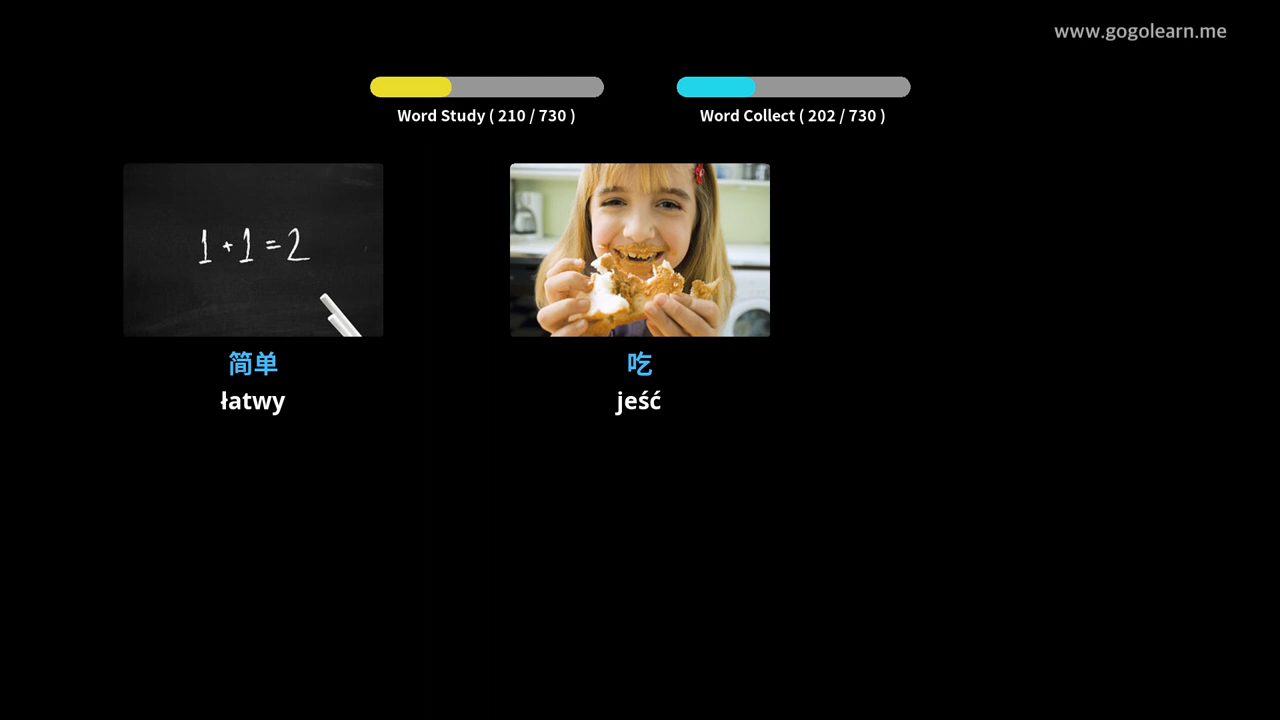 www.gogolearn.me
Word Study ( 210 / 730 )
Word Collect ( 202 / 730 )
1 + 1 = 2
简单
łatwy
吃
jeść